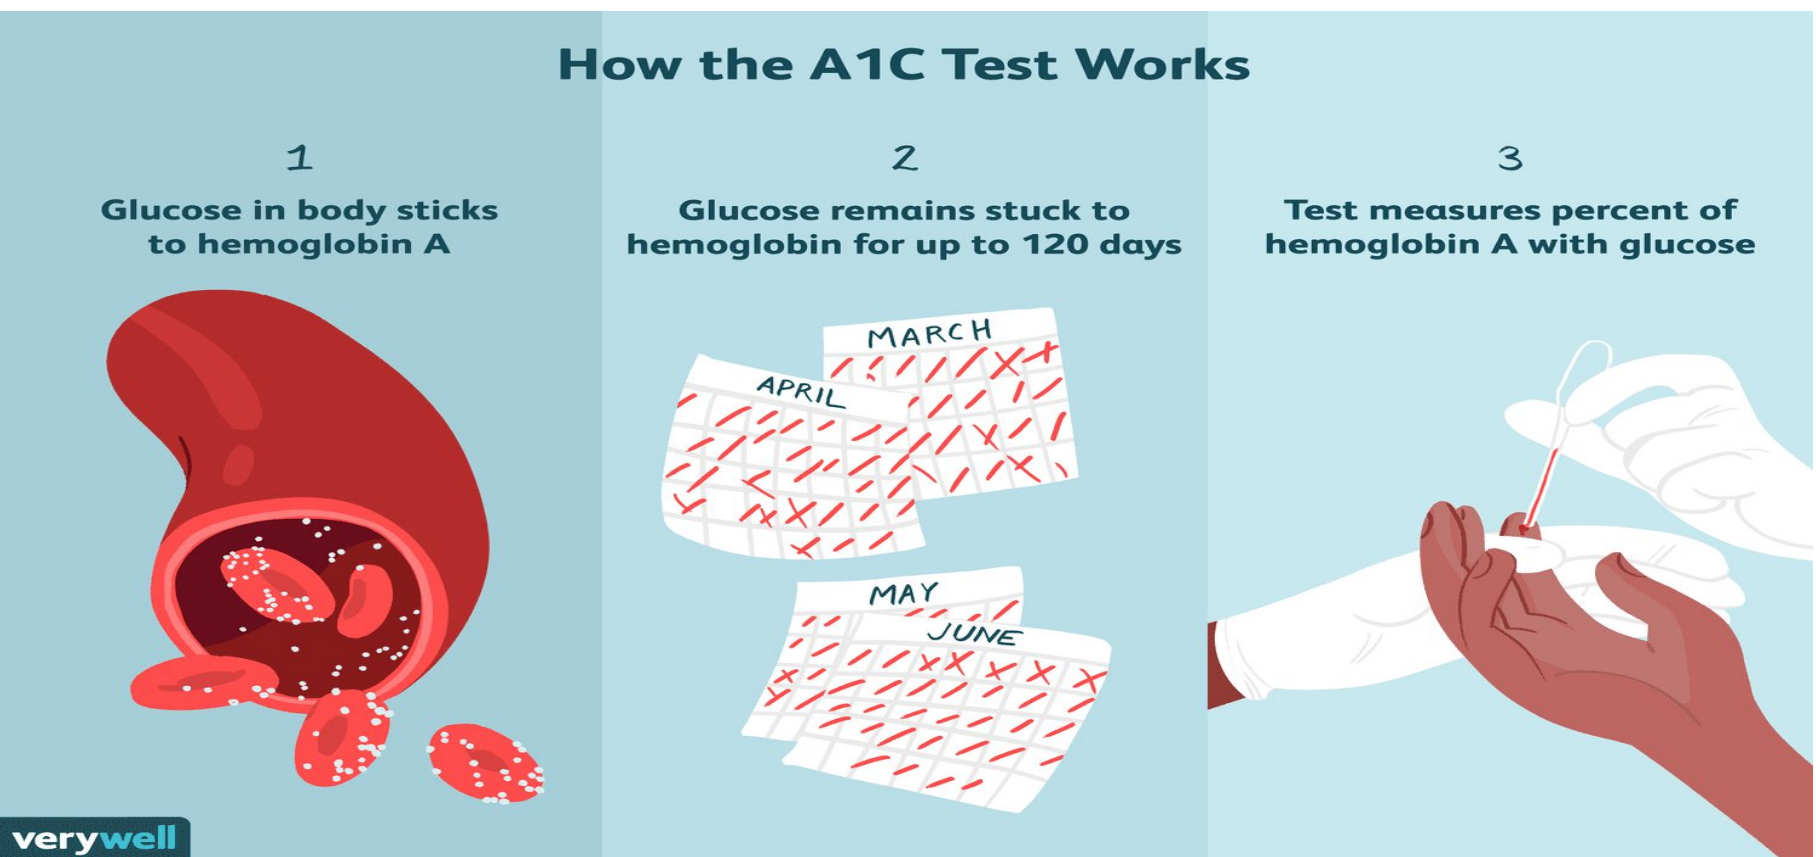 How the A1C Test Works
1
Glucose in body sticks
to hemoglobin A
2
Glucose remains stuck to
hemoglobin for up to 120 days
MARCH
APRIL
MAY
JUNE
3
Test measures percent of
hemoglobin A with glucose
verywell